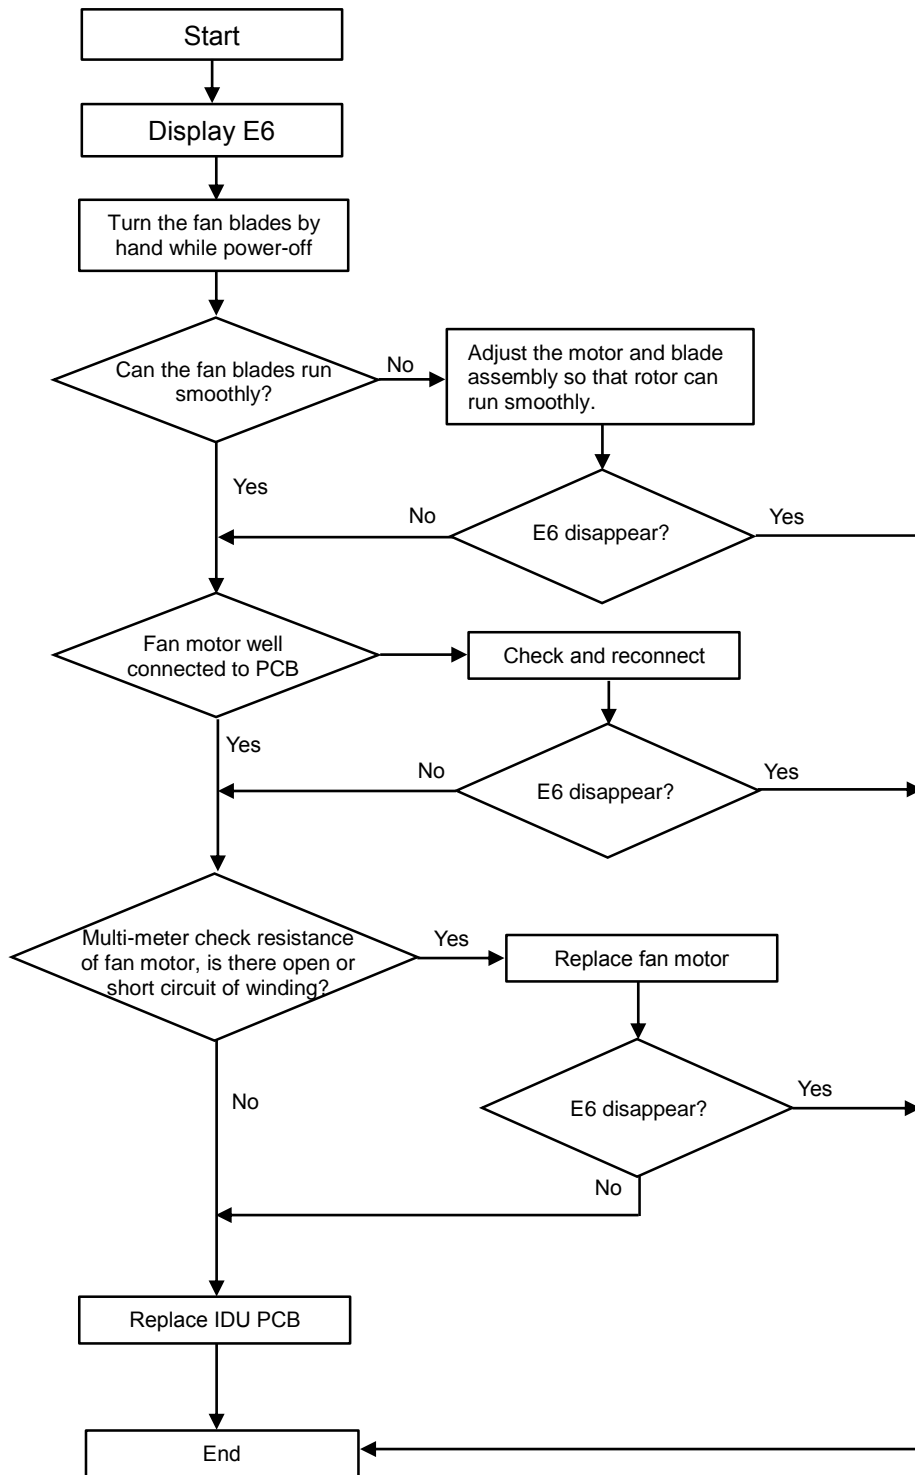 Start
Display E6
Turn the fan blades by
hand while power-off
Can the fan blades run
smoothly?
No
Adjust the motor and blade
assembly so that rotor can
run smoothly.
Yes
No
E6 disappear?
Yes
Fan motor well
connected to PCB
Check and reconnect
Yes
No
E6 disappear?
Yes
Multi-meter check resistance
of fan motor, is there open or
short circuit of winding?
Yes
Replace fan motor
No
E6 disappear?
Yes
No
Replace IDU PCB
End